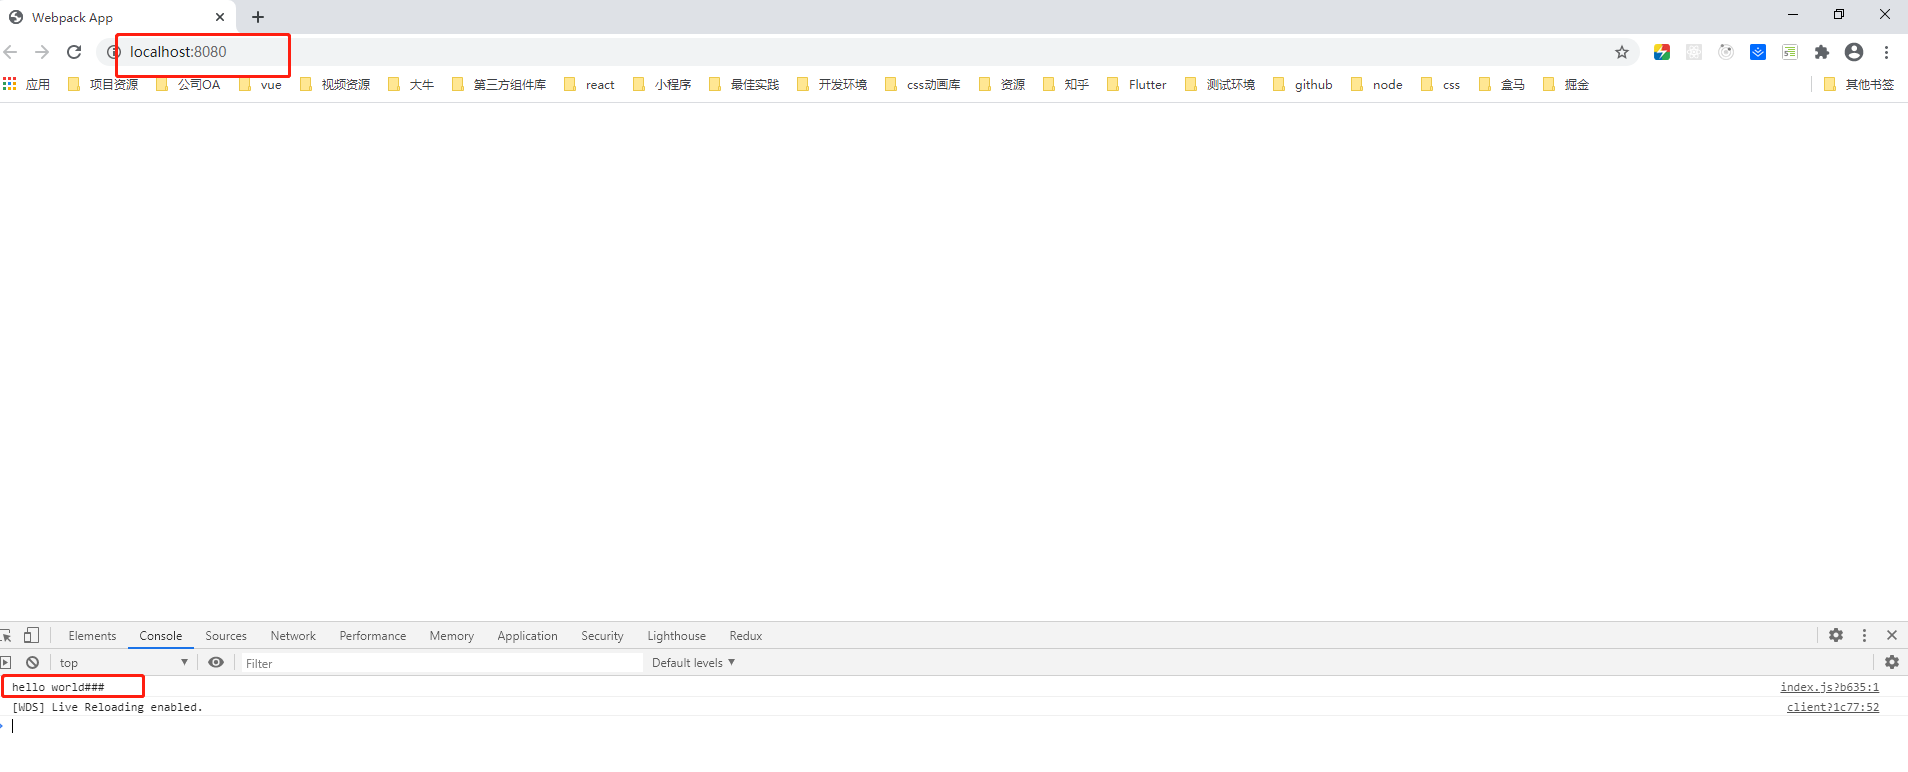 Webpack App
localhost:8080
应用 项目资源 公司OA vue 视频资源 大牛 第三方组件库 react 小程序 最佳实践 开发环境 css动画库 资源 知乎 Flutter 测试环境 github node css 盒马 掘金 其他书签
Elements Console Sources Network Performance Memory Application Security Lighthouse Redux
top Filter Default levels
hello world### index.js?b635:1
[WDS] Live Reloading enabled. client?1c77:52